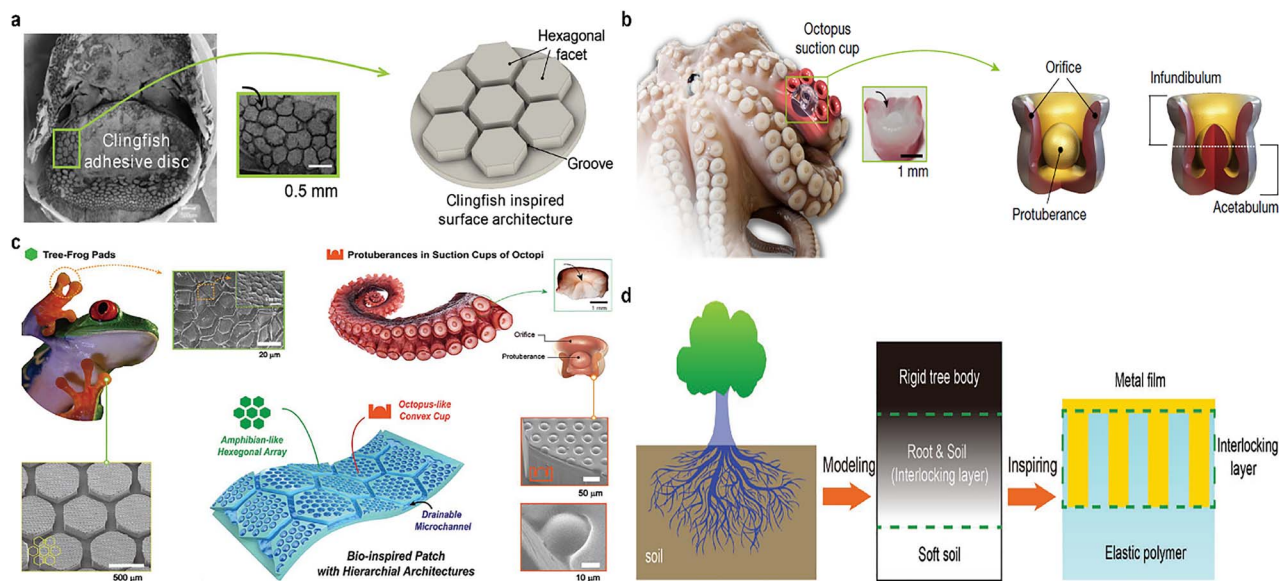 a
Clingfish
adhesive disc
0.5 mm
Hexagonal
facet
Groove
Clingfish inspired
surface architecture
b
Octopus
suction cup
1 mm
Orifice
Protuberance
Infundibulum
Acetabulum
c
Tree-Frog Pads
20 μm
500 μm
Protuberances in Suction Cups of Octopi
1 mm
Orifice
Protuberance
Amphibian-like
Hexegonal Array
Octopus-like
Convex Cup
Drainable
Microchannel
Bio-inspired Patch
with Hierarchial Architectures
50 μm
10 μm
d
soil
Modeling
Rigid tree body
Root & Soil
(Interlocking layer)
Soft soil
Inspiring
Metal film
Interlocking
layer
Elastic polymer